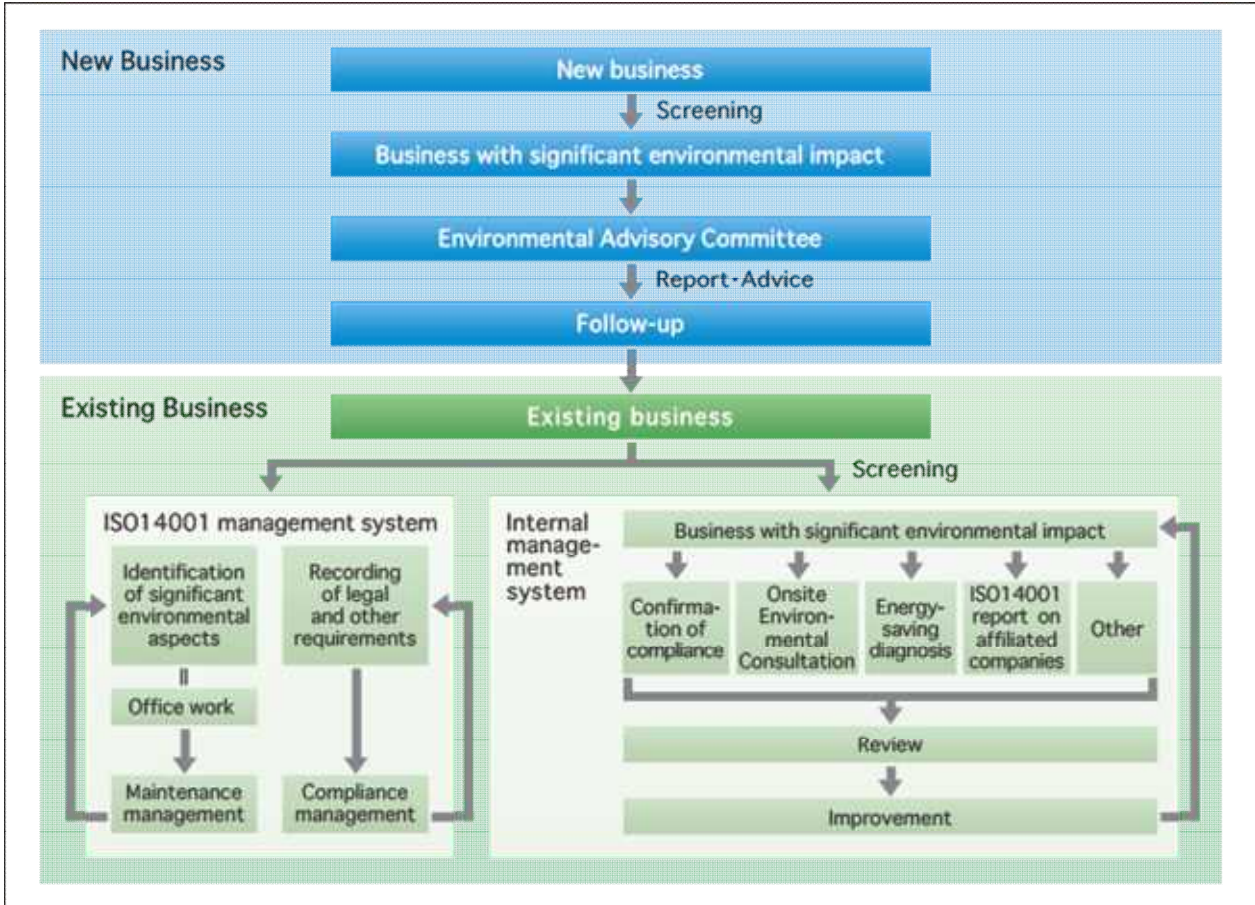 New Business
New business
Screening
Business with significant environmental impact
Environmental Advisory Committee
Report・Advice
Follow-up
Existing Business
Existing business
Screening
ISO14001 management system
Identification
of significant
environmental
aspects
Office work
Maintenance
management
Recording
of legal
and other
requirements
Compliance
management
Internal
manage-
ment
system
Business with significant environmental impact
Confirma-
tion of
compliance
Onsite
Environ-
mental
Consultation
Energy-
saving
diagnosis
ISO14001
report on
affiliated
companies
Other
Review
Improvement